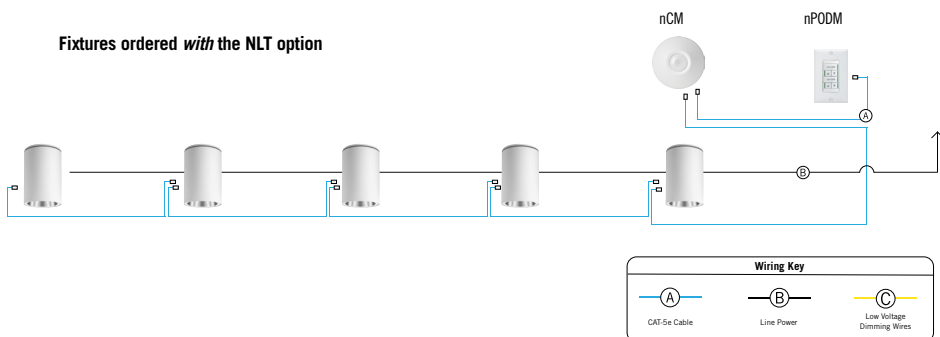 nCM
nPODM
Fixtures ordered with the NLT option
A
B
Wiring Key
A
B
C
CAT-5e Cable
Line Power
Low Voltage
Dimming Wires